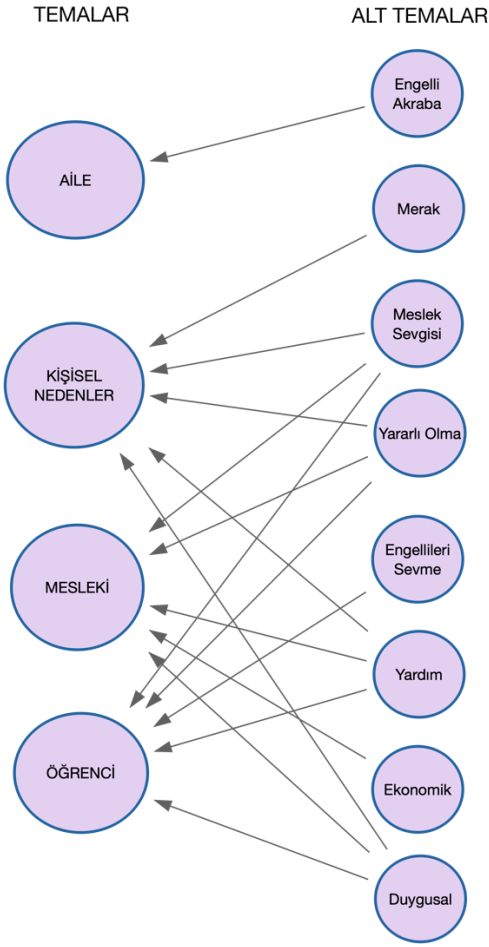 TEMALAR
ALT TEMALAR
Engelli
Akraba
AİLE
Merak
Meslek
Sevgisi
KİŞİSEL
NEDENLER
Yararlı Olma
Engellileri
Sevme
MESLEKİ
Yardım
ÖĞRENCİ
Ekonomik
Duygusal